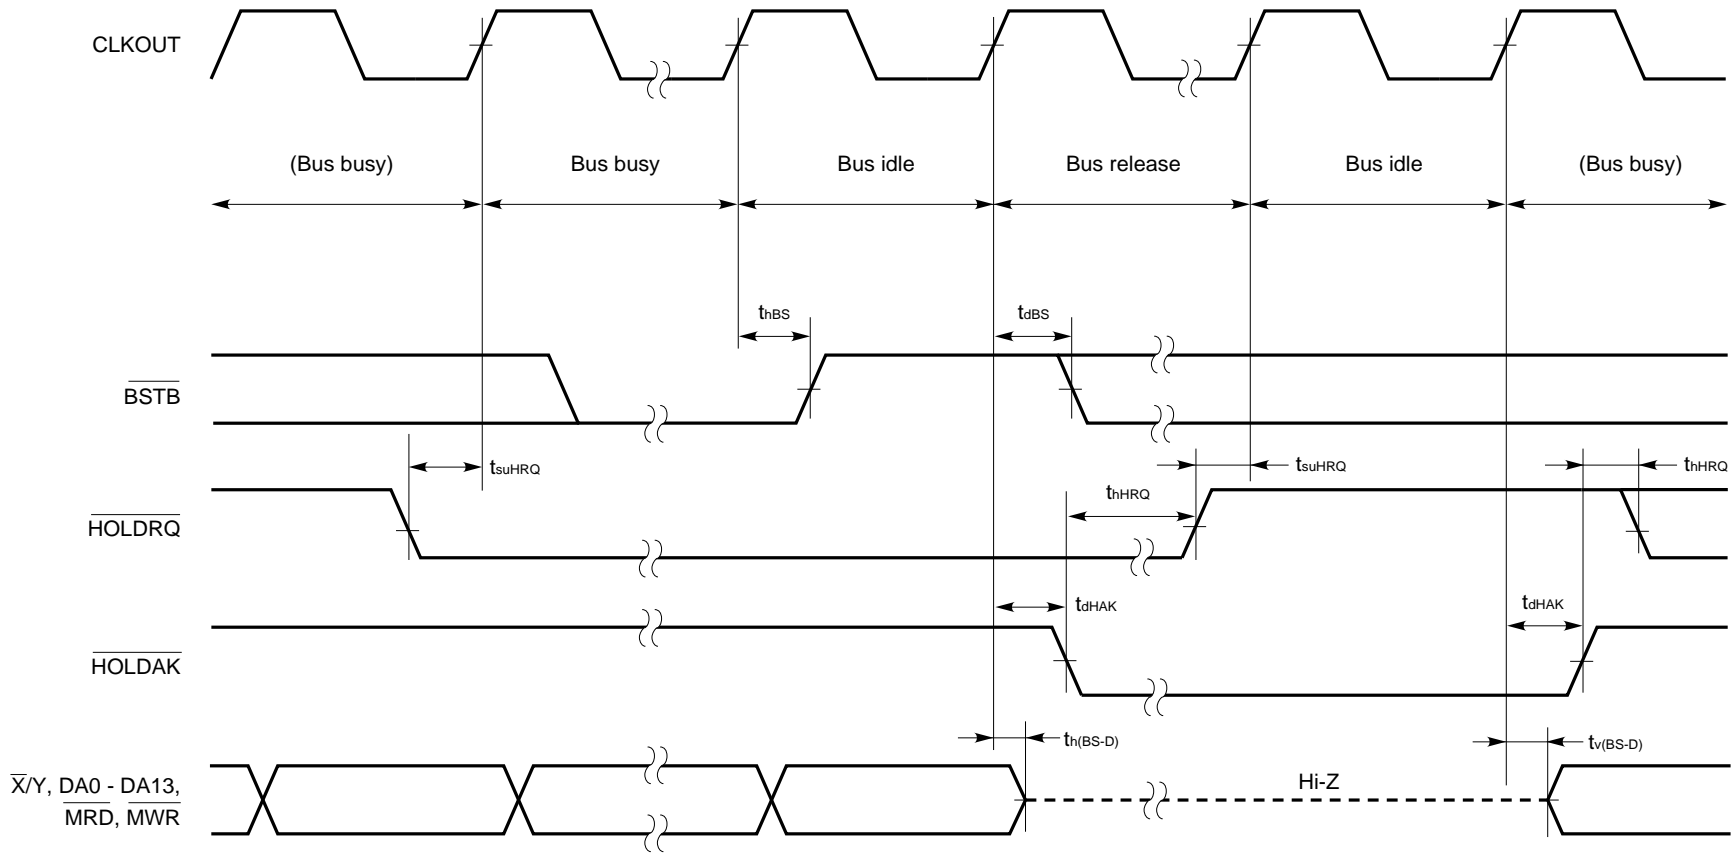 CLKOUT
(Bus busy) Bus busy Bus idle Bus release Bus idle (Bus busy)
thBS tdBS
BSTB
tsuHRQ tsuHRQ thHRQ
thHRQ
HOLDRQ
tdHAK tdHAK
HOLDAK
th(BS-D) tv(BS-D)
X/Y, DA0 - DA13,
MRD, MWR
Hi-Z